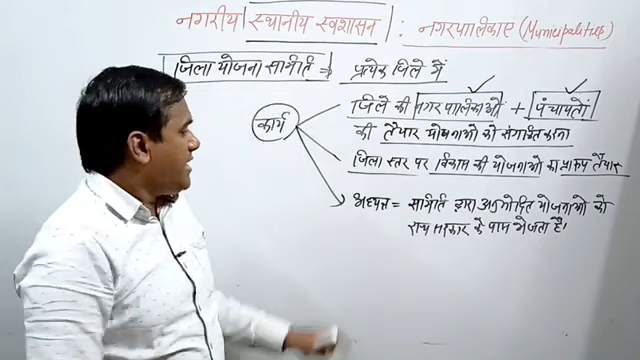 नगरीय स्थानीय स्वशासन : नगरपालिकाएं (Municipalities)
जिला योजना समिति ⇒ प्रत्येक जिले में
कार्य
जिले की नगरपालिकाओं + पंचायतों
की तैयार योजनाओं को संगठित करना
जिला स्तर पर विकास की योजनाओं का प्रारूप तैयार
अध्यक्ष = समिति द्वारा अनुमोदित योजनाओं को
राज्य सरकार के पास भेजता है।